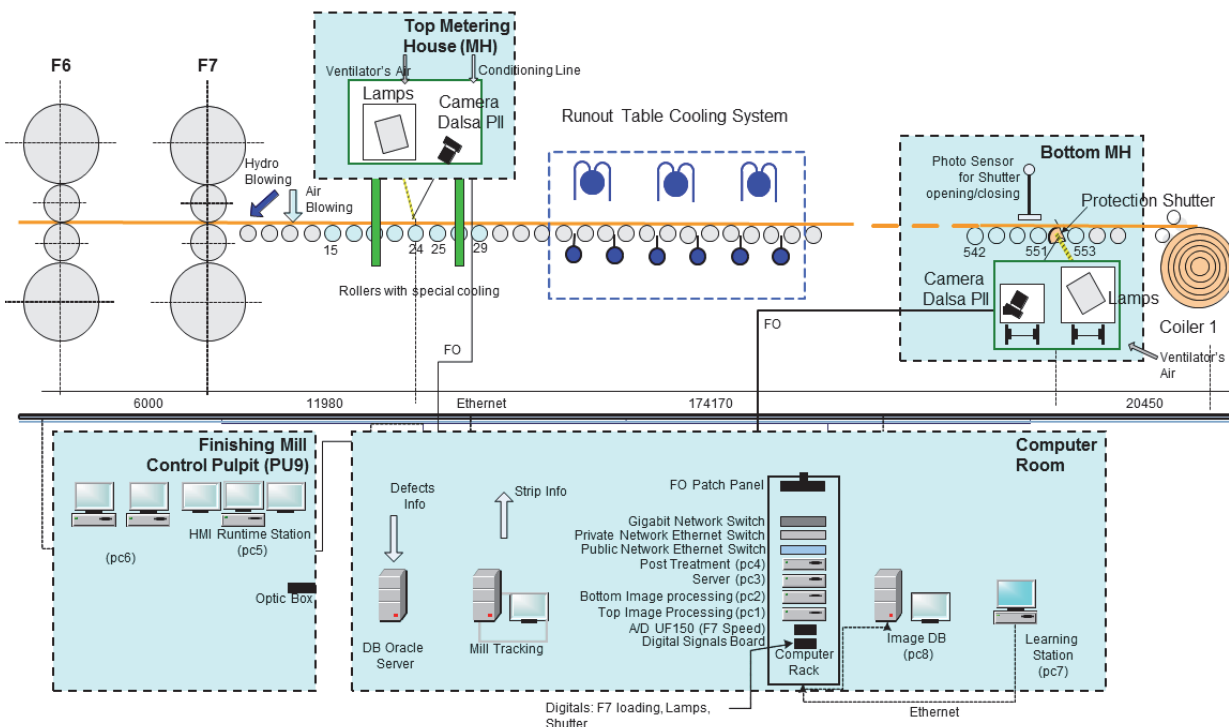 Top Metering
House (MH)
Ventilator's Air
Conditioning Line
Lamps
Camera
Dalsa PII
F6
F7
Hydro
Blowing
Air
Blowing
15
24
25
29
Rollers with special cooling
FO
Runout Table Cooling System
Bottom MH
Photo Sensor
for Shutter
opening/closing
Protection Shutter
542
551
553
Camera
Dalsa PII
Lamps
Coiler 1
Ventilator's
Air
FO
6000
11980
Ethernet
174170
20450
Finishing Mill
Control Pulpit (PU9)
HMI Runtime Station
(pc6)
(pc5)
Optic Box
Computer
Room
Defects
Info
Strip Info
DB Oracle
Server
Mill Tracking
FO Patch Panel
Gigabit Network Switch
Private Network Ethernet Switch
Public Network Ethernet Switch
Post Treatment (pc4)
Server (pc3)
Bottom Image processing (pc2)
Top Image Processing (pc1)
A/D UF150 (F7 Speed)
Digital Signals Board
Computer
Rack
Image DB
(pc8)
Learning
Station
(pc7)
Ethernet
Digitals: F7 loading, Lamps,
Shutter